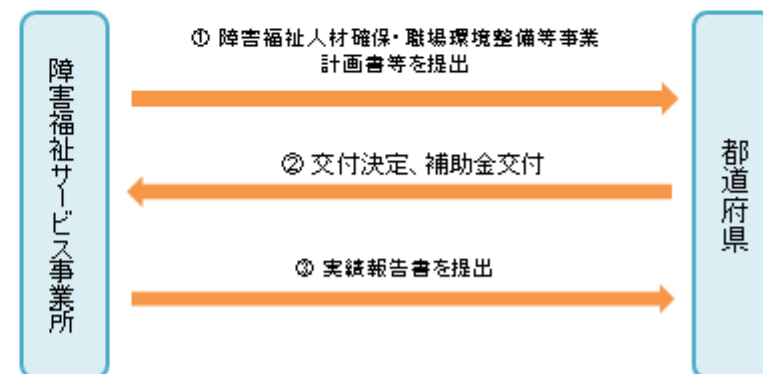 障害福祉サービス事業所
① 障害福祉人材確保・職場環境整備等事業
計画書等を提出
② 交付決定、補助金交付
③ 実績報告書を提出
都道府県